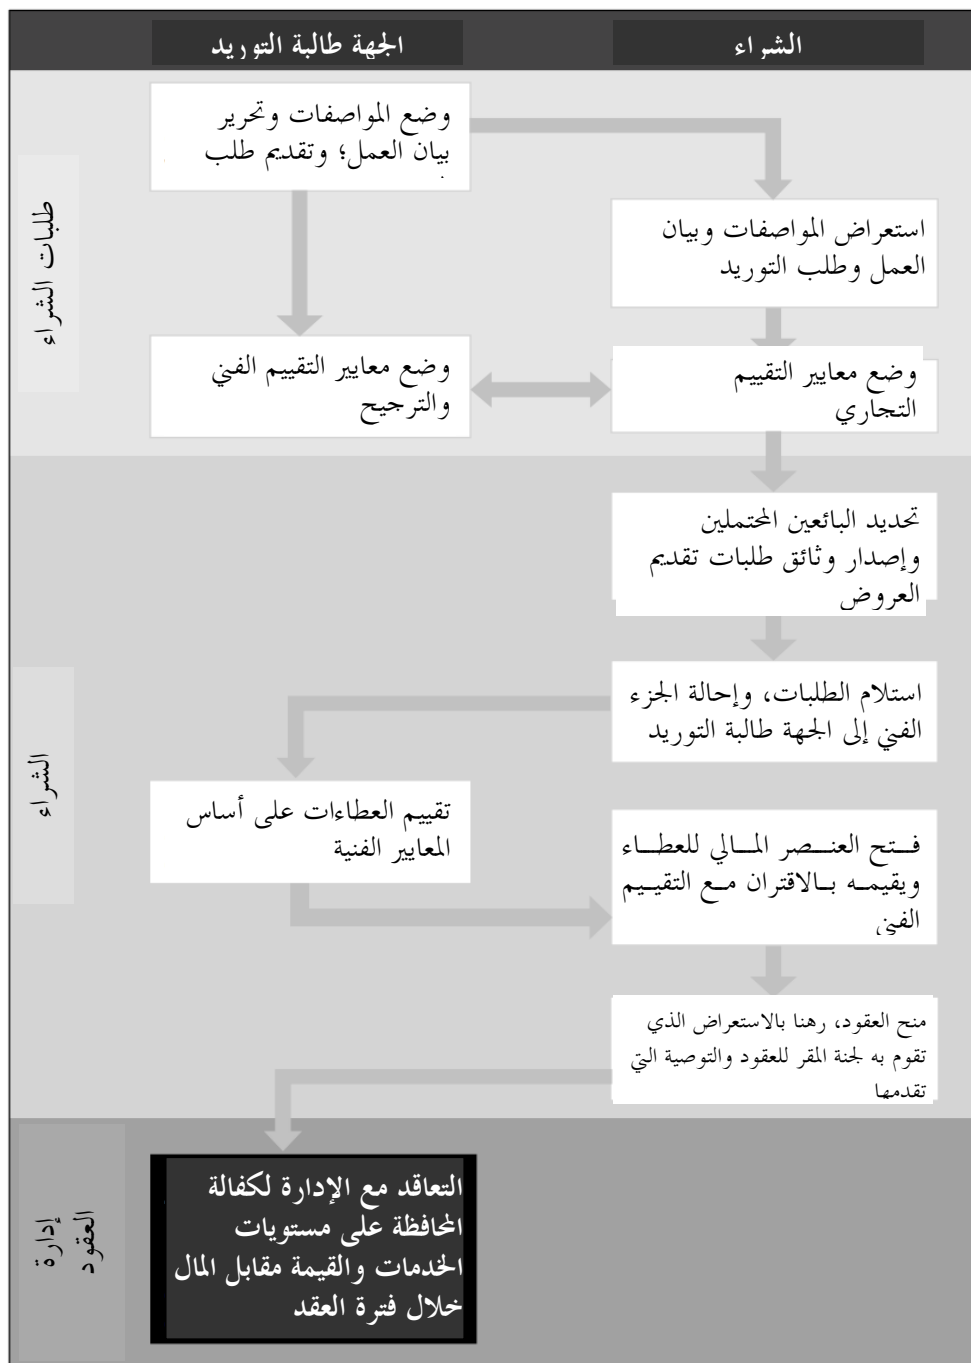 الشراء
الجهة طالبة التوريد
طلبات الشراء
وضع المواصفات وتحرير
بيان العمل؛ وتقديم طلب
استعراض المواصفات وبيان
العمل وطلب التوريد
وضع معايير التقييم
التجاري
وضع معايير التقييم الفني
والترجيح
الشراء
تحديد البائعين المحتملين
وإصدار وثائق طلبات تقديم
العروض
استلام الطلبات، وإحالة الجزء
الفني إلى الجهة طالبة التوريد
تقييم العطاءات على أساس
المعايير الفنية
فتح العنصر المالي للعطاء
ويقيمه بالاقتران مع التقييم
الفني
منح العقود، رهنا بالاستعراض الذي
تقوم به لجنة المقر للعقود والتوصية التي
تقدمها
إدارة
العقود
التعاقد مع الإدارة لكفالة
المحافظة على مستويات
الخدمات والقيمة مقابل المال
خلال فترة العقد